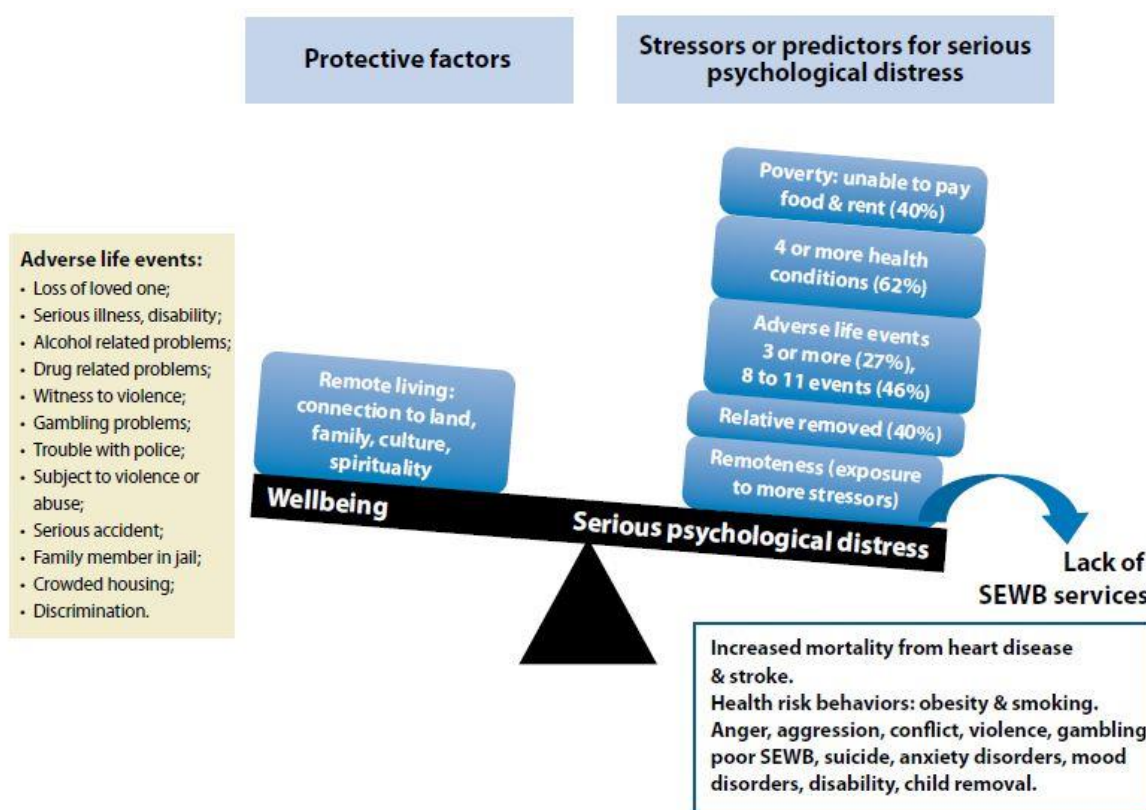 Protective factors
Stressors or predictors for serious
psychological distress
Adverse life events:
• Loss of loved one;
• Serious illness, disability;
• Alcohol related problems;
• Drug related problems;
• Witness to violence;
• Gambling problems;
• Trouble with police;
• Subject to violence or
abuse;
• Serious accident;
• Family member in jail;
• Crowded housing;
• Discrimination.
Remote living:
connection to land,
family, culture,
spirituality
Wellbeing
Poverty: unable to pay
food & rent (40%)
4 or more health
conditions (62%)
Adverse life events
3 or more (27%),
8 to 11 events (46%)
Relative removed (40%)
Remoteness (exposure
to more stressors)
Serious psychological distress
Lack of
SEWB services
Increased mortality from heart disease
& stroke.
Health risk behaviors: obesity & smoking.
Anger, aggression, conflict, violence, gambling
poor SEWB, suicide, anxiety disorders, mood
disorders, disability, child removal.